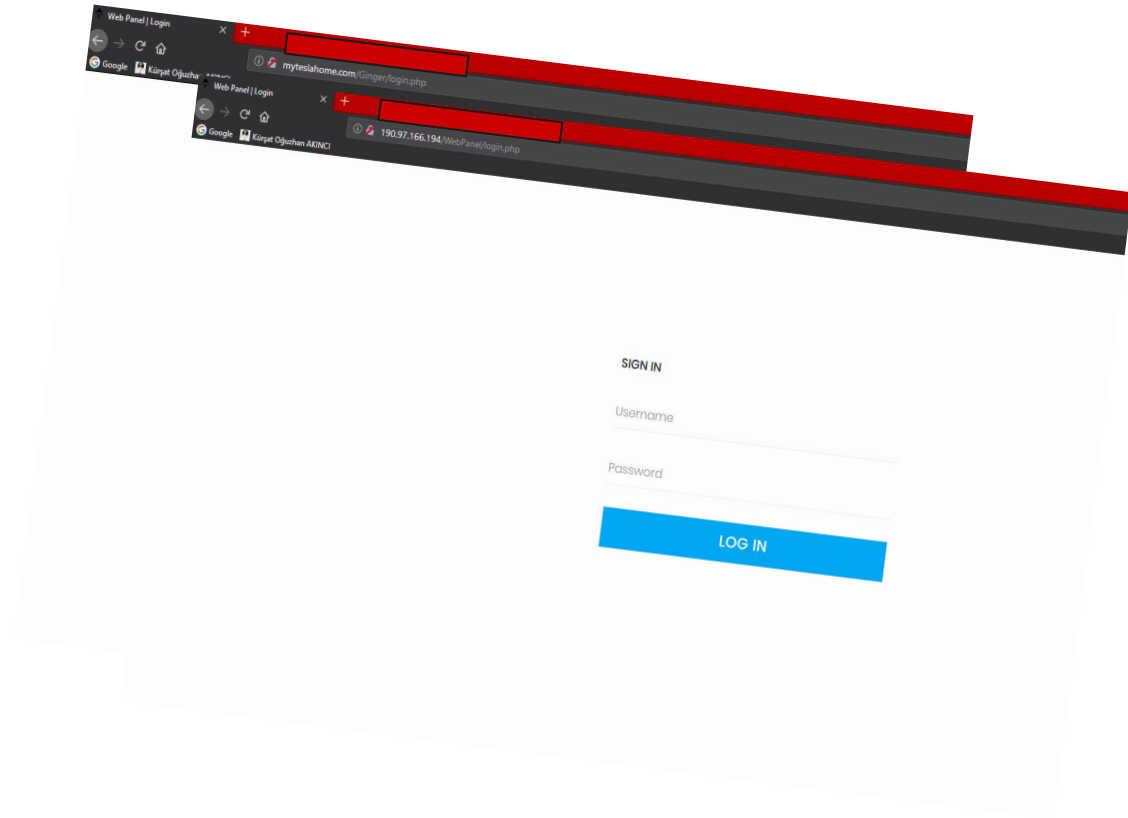 Web Panel | Login
myteslahome.com/Ginger/login.php
Google Kürşat Oğuzhan
Web Panel | Login
190.97.166.194/WebPanel/login.php
Google Kürşat Oğuzhan AKINCI
SIGN IN
Username
Password
LOG IN